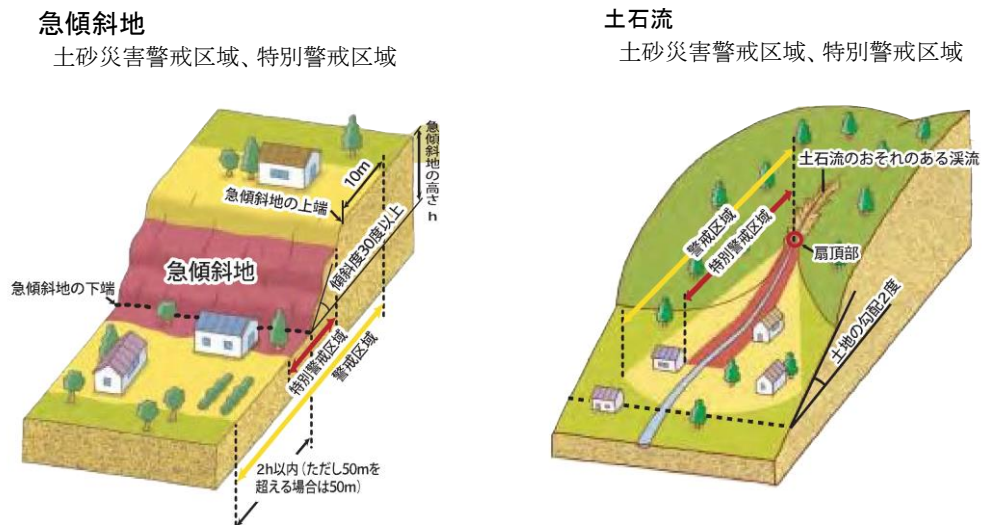 急傾斜地
土砂災害警戒区域、特別警戒区域
急傾斜地の高さ h
10m
急傾斜地の上端
傾斜度30度以上
急傾斜地
急傾斜地の下端
特別警戒区域
警戒区域
2h以内(ただし50mを
超える場合は50m)
土石流
土砂災害警戒区域、特別警戒区域
土石流のおそれのある渓流
警戒区域
特別警戒区域
扇頂部
土地の勾配2度